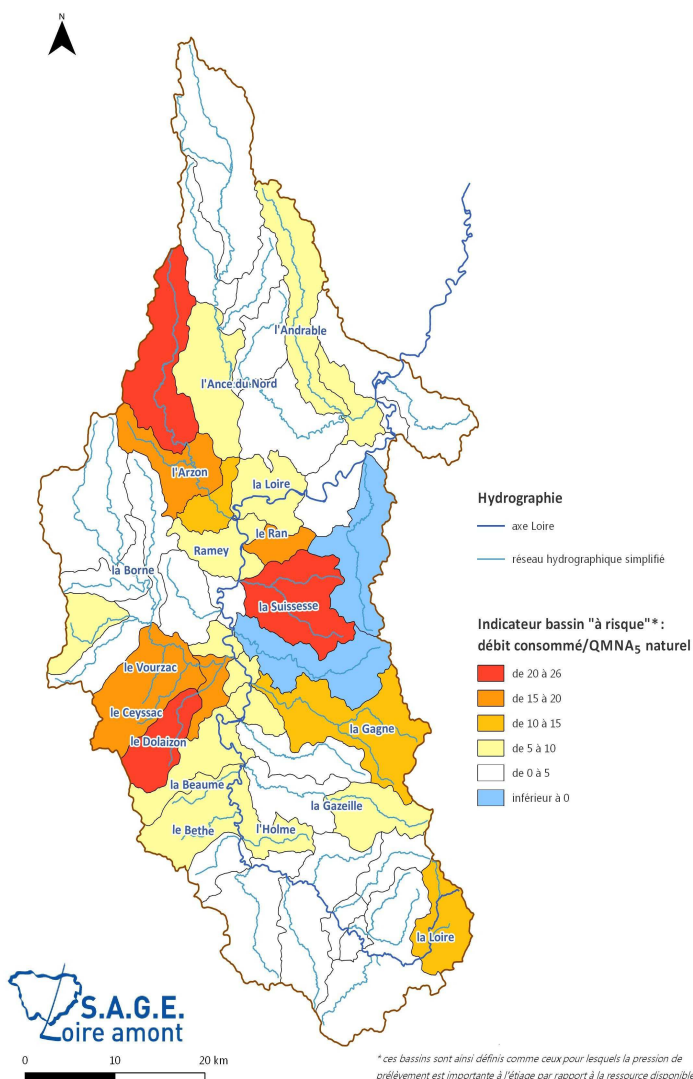 N
l'Andrable
l'Ance du Nord
l'Arzon
la Loire
le Ran
Ramey
la Borne
la Suissesse
le Vourzac
le Ceyssac
le Dolaizon
la Gagne
la Beaume
la Gazeille
le Bethe
l'Holme
la Loire
Hydrographie
axe Loire
réseau hydrographique simplifié
Indicateur bassin "à risque"* :
débit consommé/QMNA5 naturel
de 20 à 26
de 15 à 20
de 10 à 15
de 5 à 10
de 0 à 5
inférieur à 0
S.A.G.E.
Loire amont
0 10 20 km
* ces bassins sont ainsi définis comme ceux pour lesquels la pression de
prélèvement est importante à l'étiage par rapport à la ressource disponible